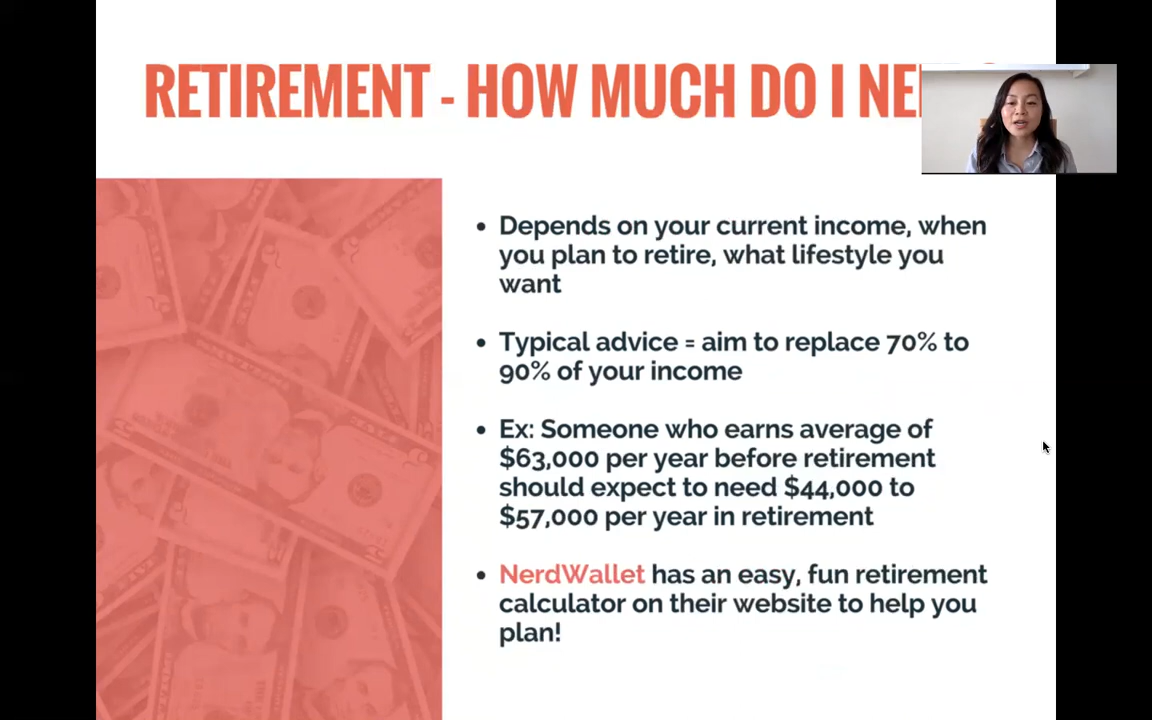 RETIREMENT - HOW MUCH DO I
Depends on your current income, when
you plan to retire, what lifestyle you
want
Typical advice = aim to replace 70% to
90% of your income
Ex: Someone who earns average of
$63,000 per year before retirement
should expect to need $44,000 to
$57,000 per year in retirement
NerdWallet has an easy, fun retirement
calculator on their website to help you
plan!